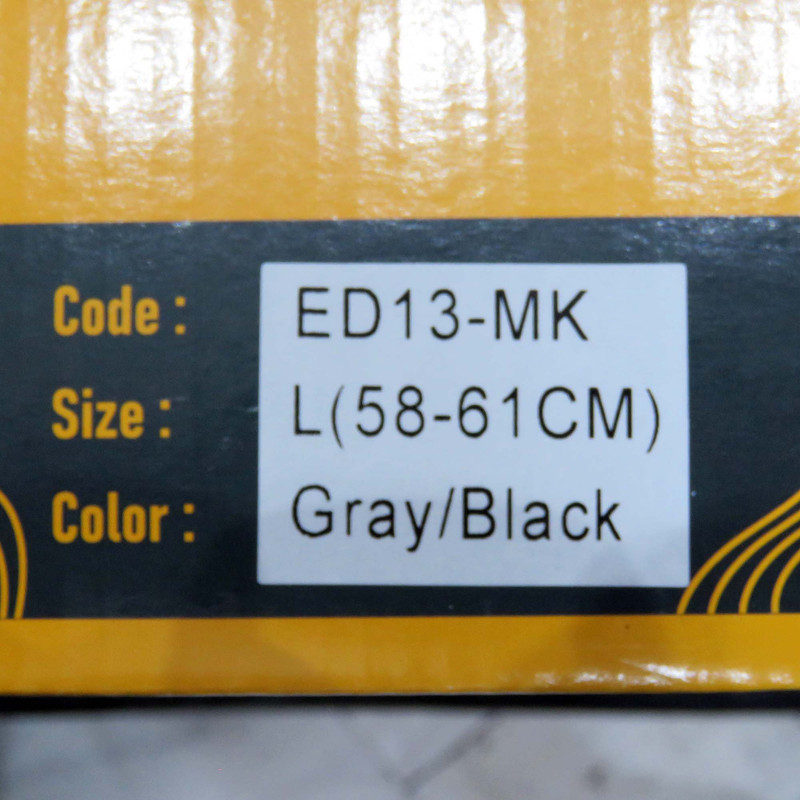 Code : ED13-MK
Size : L(58-61CM)
Color : Gray/Black